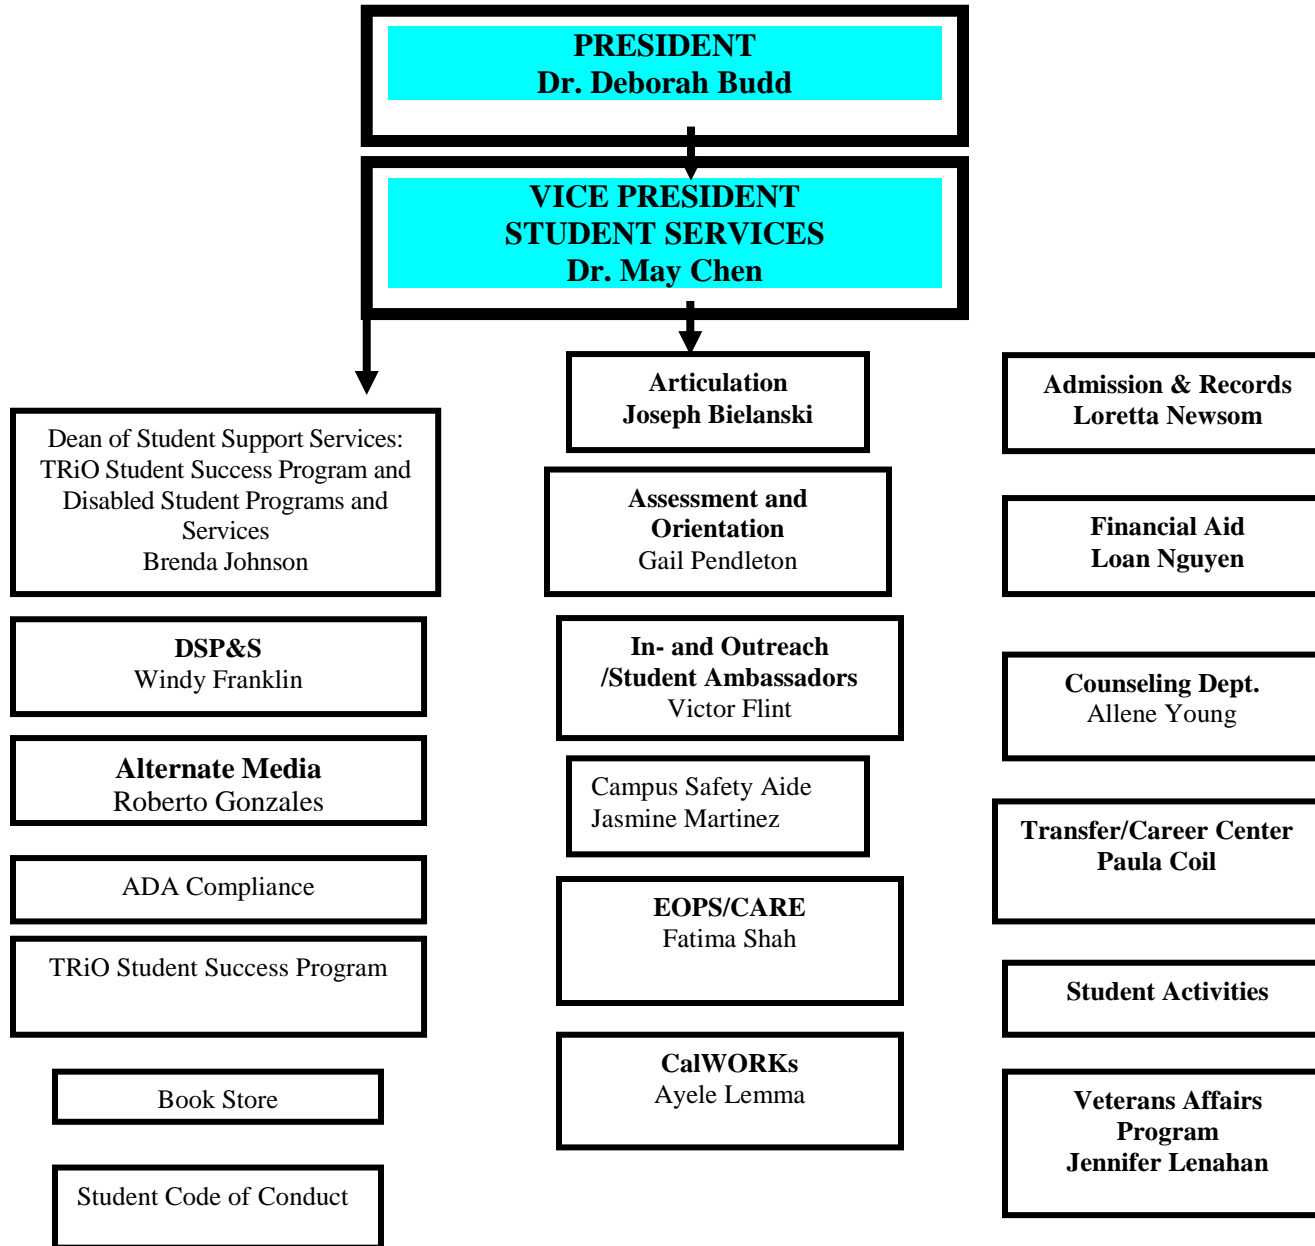 PRESIDENT
Dr. Deborah Budd
VICE PRESIDENT
STUDENT SERVICES
Dr. May Chen
Dean of Student Support Services:
TRiO Student Success Program and
Disabled Student Programs and
Services
Brenda Johnson
DSP&S
Windy Franklin
Alternate Media
Roberto Gonzales
ADA Compliance
TRiO Student Success Program
Book Store
Student Code of Conduct
Articulation
Joseph Bielanski
Assessment and
Orientation
Gail Pendleton
In- and Outreach
/Student Ambassadors
Victor Flint
Campus Safety Aide
Jasmine Martinez
EOPS/CARE
Fatima Shah
CalWORKs
Ayele Lemma
Admission & Records
Loretta Newsom
Financial Aid
Loan Nguyen
Counseling Dept.
Allene Young
Transfer/Career Center
Paula Coil
Student Activities
Veterans Affairs
Program
Jennifer Lenahan